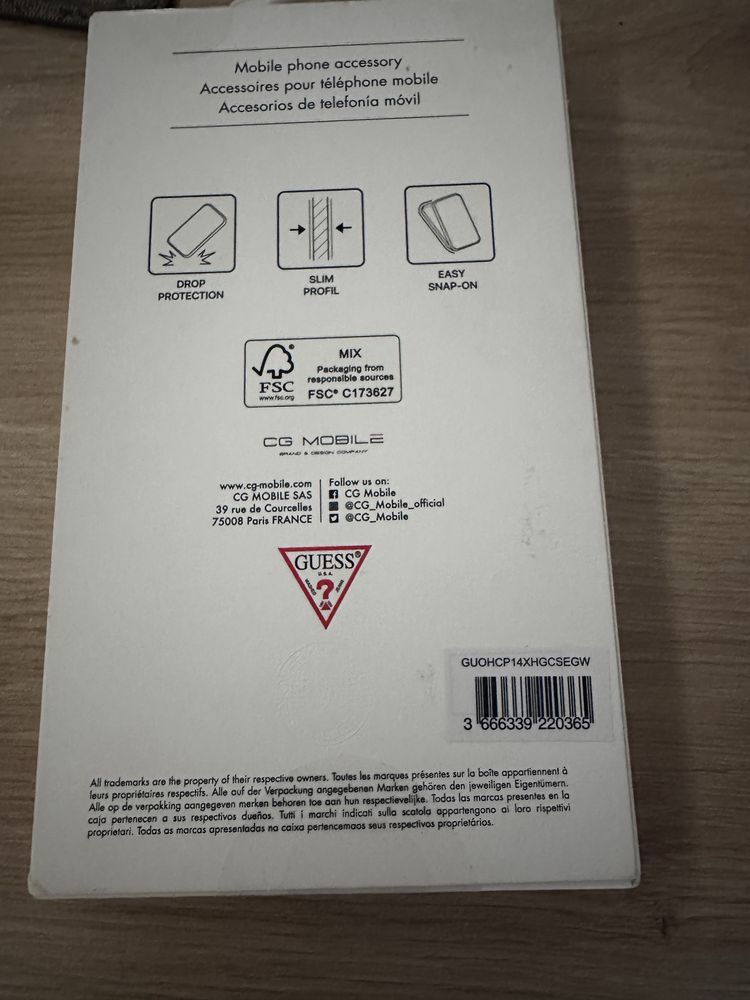 Mobile phone accessory
Accessoires pour téléphone mobile
Accesorios de telefonía móvil
DROP
PROTECTION
SLIM
PROFIL
EASY
SNAP-ON
FSC
www.fsc.org
MIX
Packaging from
responsible sources
FSC® C173627
CG MOBILE
BRAND & DESIGN COMPANY
www.cg-mobile.com
CG MOBILE SAS
39 rue de Courcelles
75008 Paris FRANCE
Follow us on:
CG Mobile
@CG_Mobile_official
@CG_Mobile
GUESS®
U.S.A.
WASHED
?
JEANS
GUOHCP14XHGCSEGW
3 666339 220365
All trademarks are the property of their respective owners. Toutes les marques présentes sur la boîte appartiennent à
leurs propriétaires respectifs. Alle auf der Verpackung angegebenen Marken gehören den jeweiligen Eigentümern.
Alle op de verpakking aangegeven merken behoren toe aan hun respectievelijke. Todas las marcas presentes en la
caja pertenecen a sus respectivos dueños. Tutti i marchi indicati sulla scatola appartengono ai loro rispettivi
proprietari. Todas as marcas apresentadas na caixa pertencemaos seus respectivos proprietários.